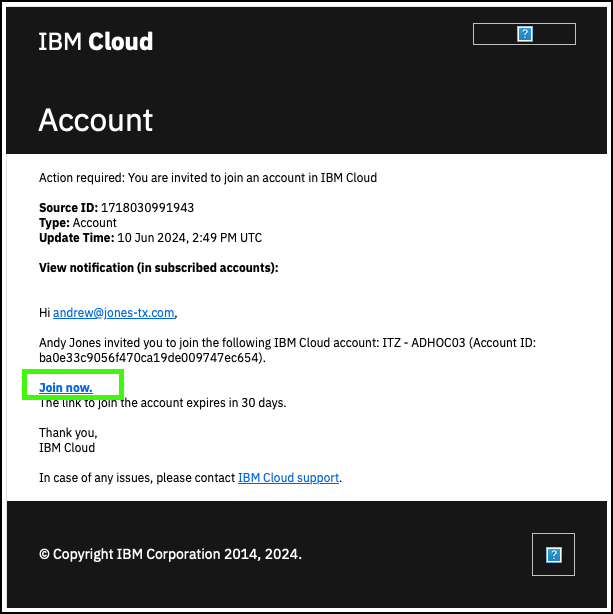 IBM Cloud
?
Account
Action required: You are invited to join an account in IBM Cloud
Source ID: 1718030991943
Type: Account
Update Time: 10 Jun 2024, 2:49 PM UTC
View notification (in subscribed accounts):
Hi andrew@jones-tx.com,
Andy Jones invited you to join the following IBM Cloud account: ITZ - ADHOC03 (Account ID:
ba0e33c9056f470ca19de009747ec654).
Join now.
The link to join the account expires in 30 days.
Thank you,
IBM Cloud
In case of any issues, please contact IBM Cloud support.
© Copyright IBM Corporation 2014, 2024.
?